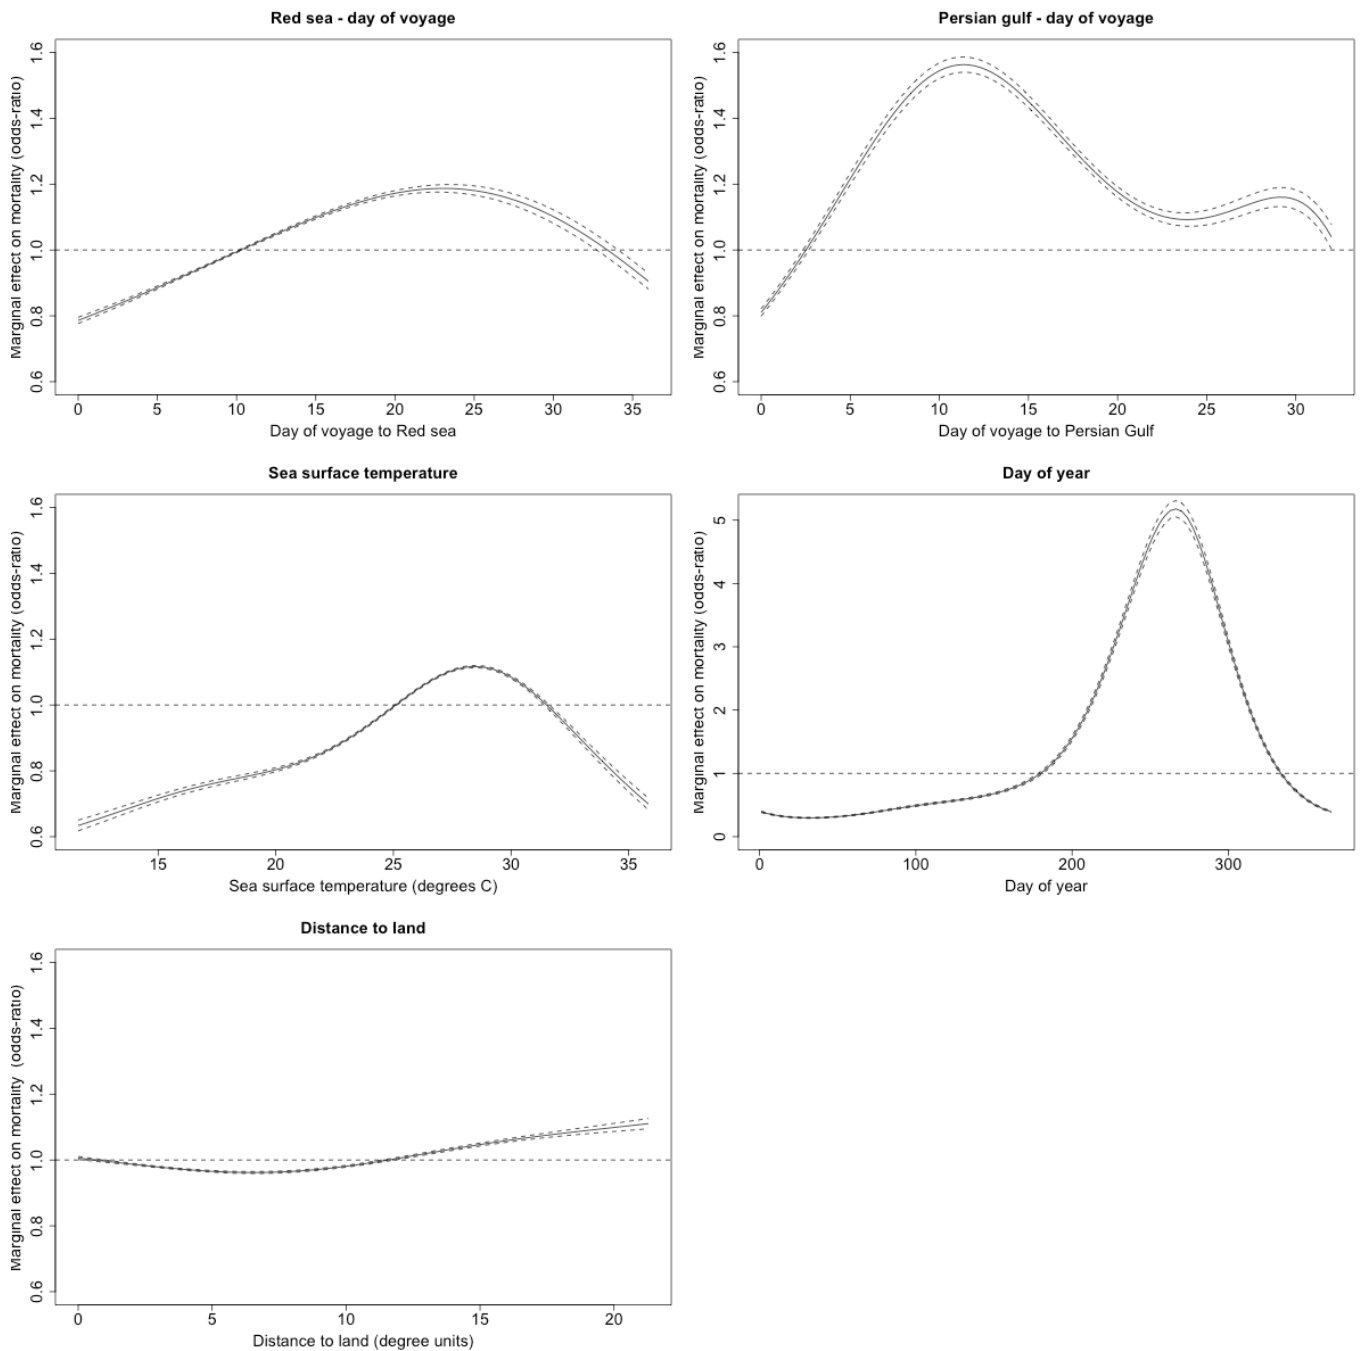 Red sea - day of voyage
Marginal effect on mortality (odds-ratio)
1.6
1.4
1.2
1.0
0.8
0.6
0 5 10 15 20 25 30 35
Day of voyage to Red sea
Persian gulf - day of voyage
Marginal effect on mortality (odds-ratio)
1.6
1.4
1.2
1.0
0.8
0.6
0 5 10 15 20 25 30
Day of voyage to Persian Gulf
Sea surface temperature
Marginal effect on mortality (odds-ratio)
1.6
1.4
1.2
1.0
0.8
0.6
15 20 25 30 35
Sea surface temperature (degrees C)
Day of year
Marginal effect on mortality (odds-ratio)
5
4
3
2
1
0
0 100 200 300
Day of year
Distance to land
Marginal effect on mortality (odds-ratio)
1.6
1.4
1.2
1.0
0.8
0.6
0 5 10 15 20
Distance to land (degree units)